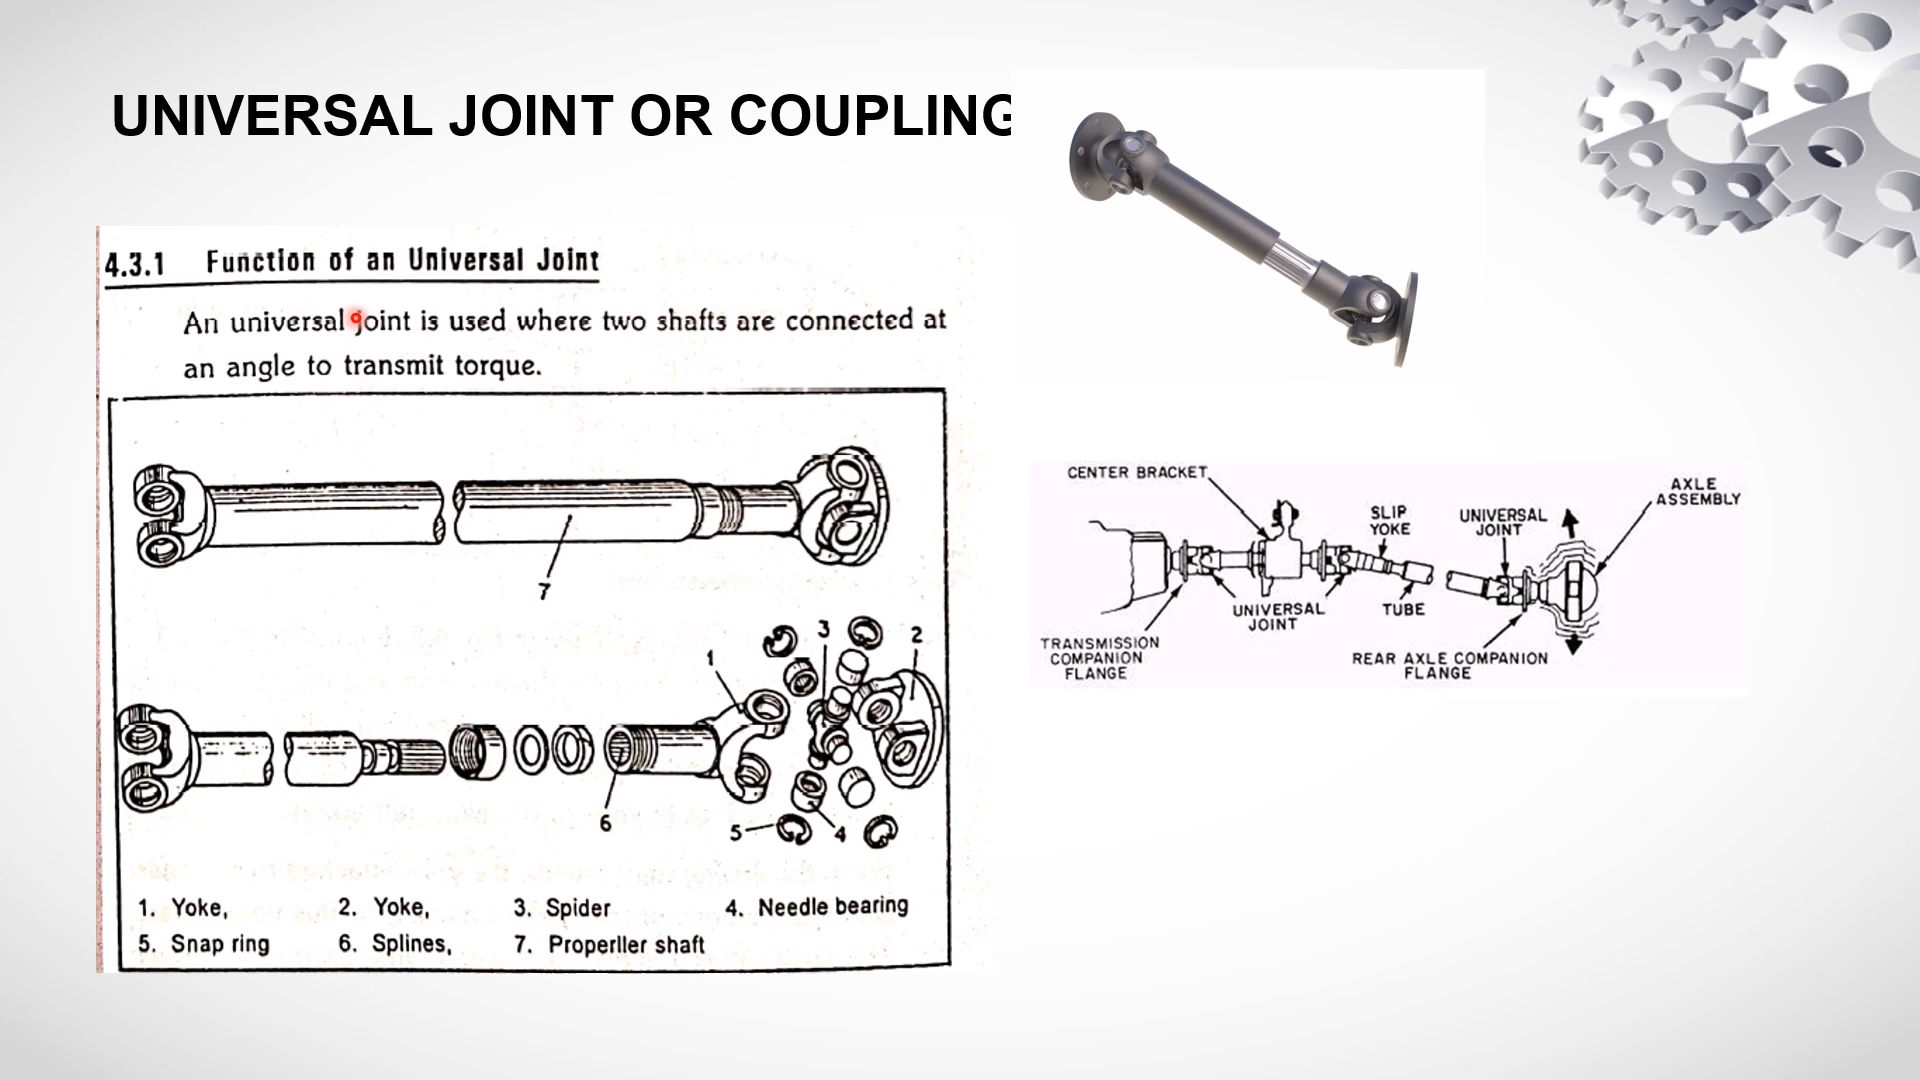 UNIVERSAL JOINT OR COUPLING
4.3.1 Function of an Universal Joint
An universal joint is used where two shafts are connected at
an angle to transmit torque.
7
1
3
2
6
5
4
1. Yoke, 2. Yoke, 3. Spider 4. Needle bearing
5. Snap ring 6. Splines, 7. Properller shaft
CENTER BRACKET
SLIP
YOKE
UNIVERSAL
JOINT
AXLE
ASSEMBLY
UNIVERSAL
JOINT
TUBE
TRANSMISSION
COMPANION
FLANGE
REAR AXLE COMPANION
FLANGE